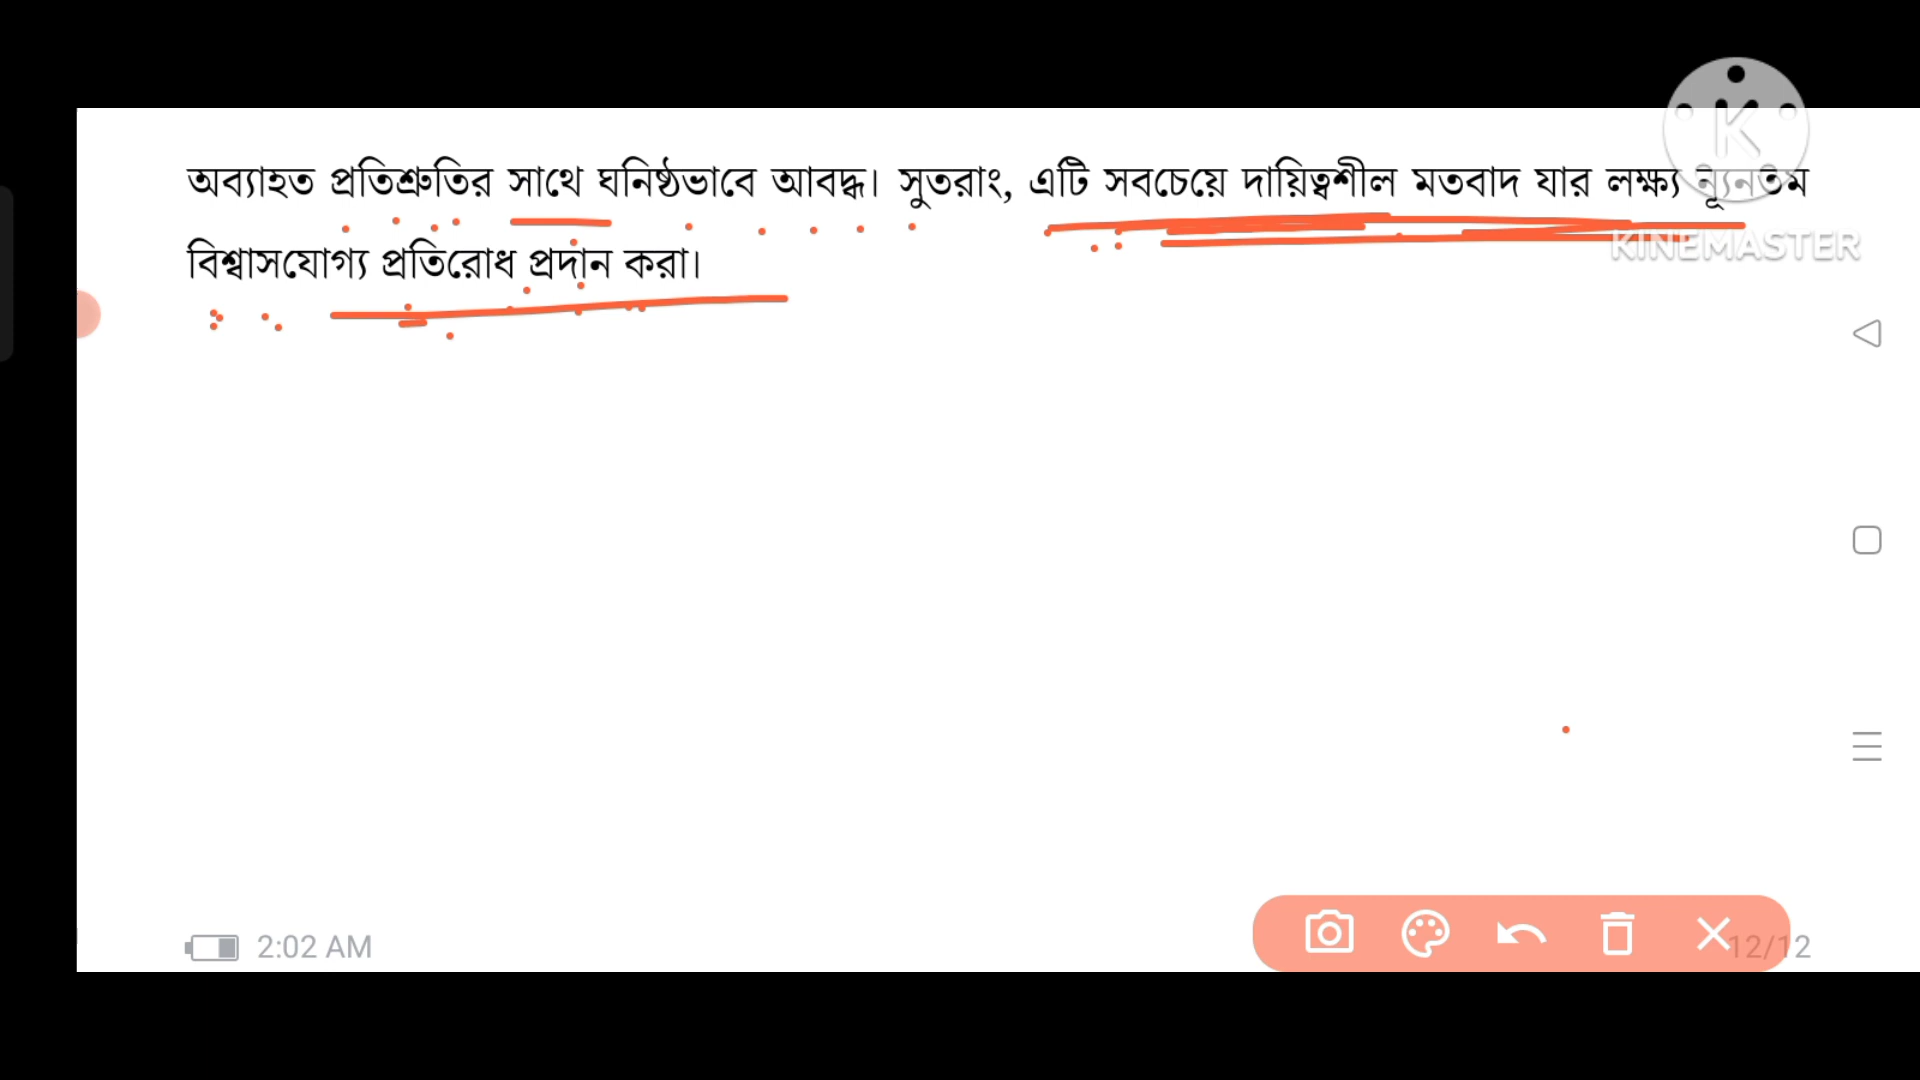 অব্যাহত প্রতিশ্রুতির সাথে ঘনিষ্ঠভাবে আবদ্ধ। সুতরাং, এটি সবচেয়ে দায়িত্বশীল মতবাদ যার লক্ষ্য ন্যূনতম
বিশ্বাসযোগ্য প্রতিরোধ প্রদান করা।
K
KINEMASTER
2:02 AM
12/12